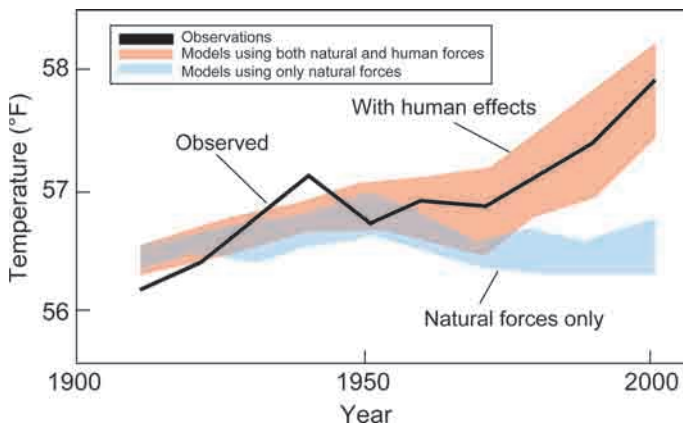 Observations
Models using both natural and human forces
Models using only natural forces
58
With human effects
Observed
57
Temperature (°F)
56
Natural forces only
1900
1950
2000
Year